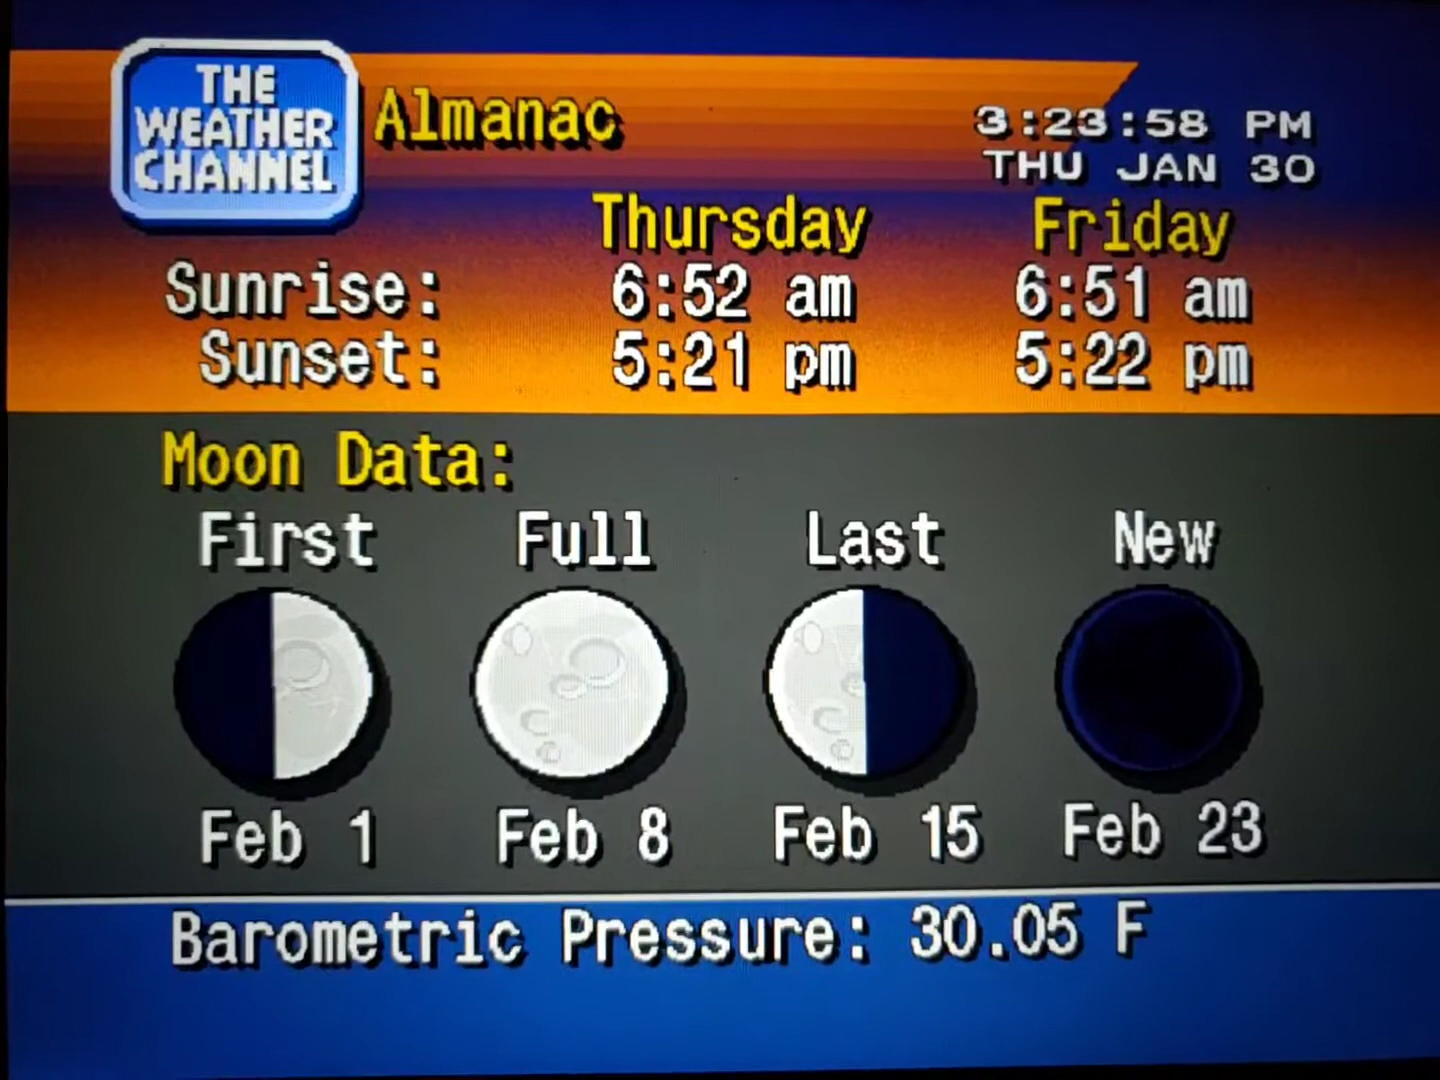 THE
WEATHER
CHANNEL
Almanac
3:23:58 PM
THU JAN 30
Thursday Friday
Sunrise: 6:52 am 6:51 am
Sunset: 5:21 pm 5:22 pm
Moon Data:
First Full Last New
Feb 1 Feb 8 Feb 15 Feb 23
Barometric Pressure: 30.05 F